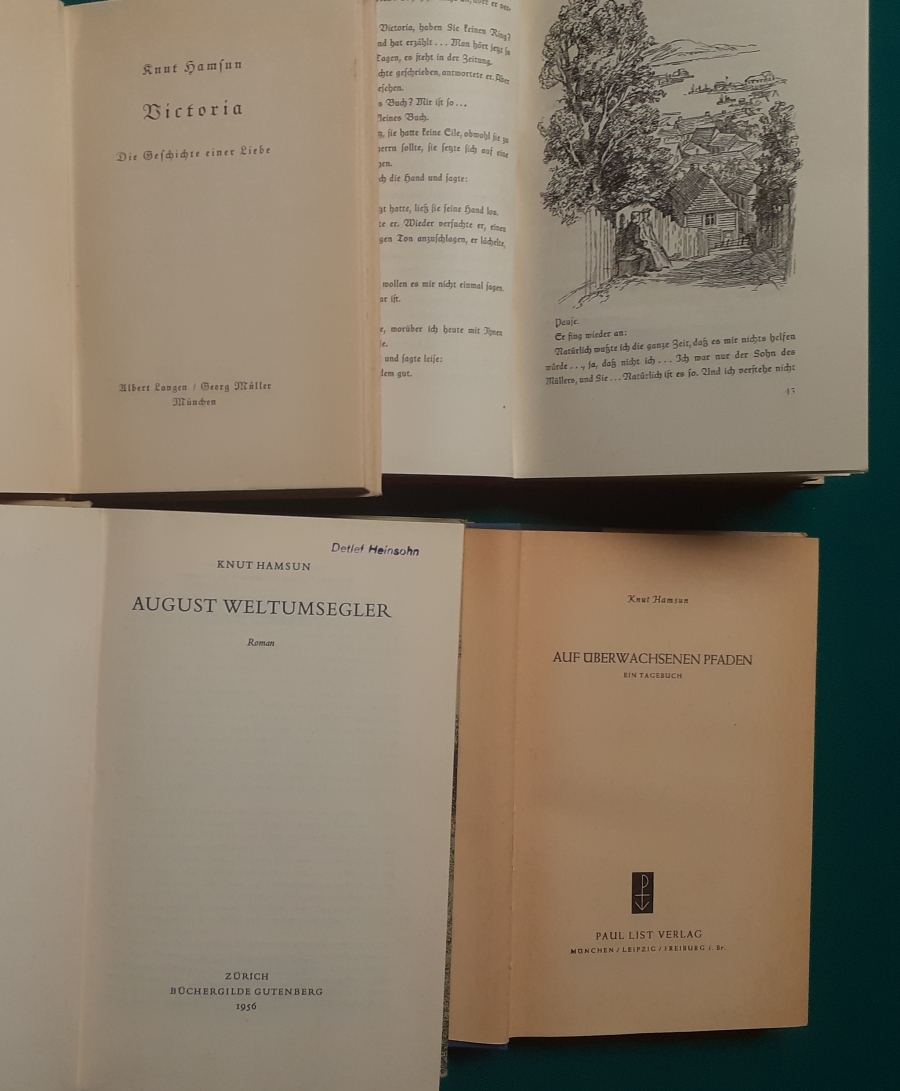 Knut Hamsun
Victoria
Die Geschichte einer Liebe
Albert Langen / Georg Müller
München
Victoria, haben Sie keinen Ring?
nd hat erzählt... Man hört jetzt so
Tagen, es steht in der Zeitung.
chte geschrieben, antwortete er. Aber
esehen.
s Buch? Mir ist so...
kleines Buch.
g, sie hatte keine Eile, obwohl sie zu
herrn sollte, sie setzte sich auf eine
gen.
ch die Hand und sagte:
gt hatte, ließ sie seine Hand los.
te er. Wieder versuchte er, einen
gen Ton anzuschlagen, er lächelte,
wollen es mir nicht einmal sagen.
ar ist.
e, worüber ich heute mit Ihnen
le.
und sagte leise:
dem gut.
Pause.
Er fing wieder an:
Natürlich wußte ich die ganze Zeit, daß es mir nichts helfen
würde..., ja, daß nicht ich... Ich war nur der Sohn des
Müllers, und Sie... Natürlich ist es so. Und ich verstehe nicht
43
Detlef Heinsohn
KNUT HAMSUN
AUGUST WELTUMSEGLER
Roman
ZÜRICH
BÜCHERGILDE GUTENBERG
1956
Knut Hamsun
AUF ÜBERWACHSENEN PFADEN
EIN TAGEBUCH
PAUL LIST VERLAG
MÜNCHEN / LEIPZIG / FREIBURG i. Br.